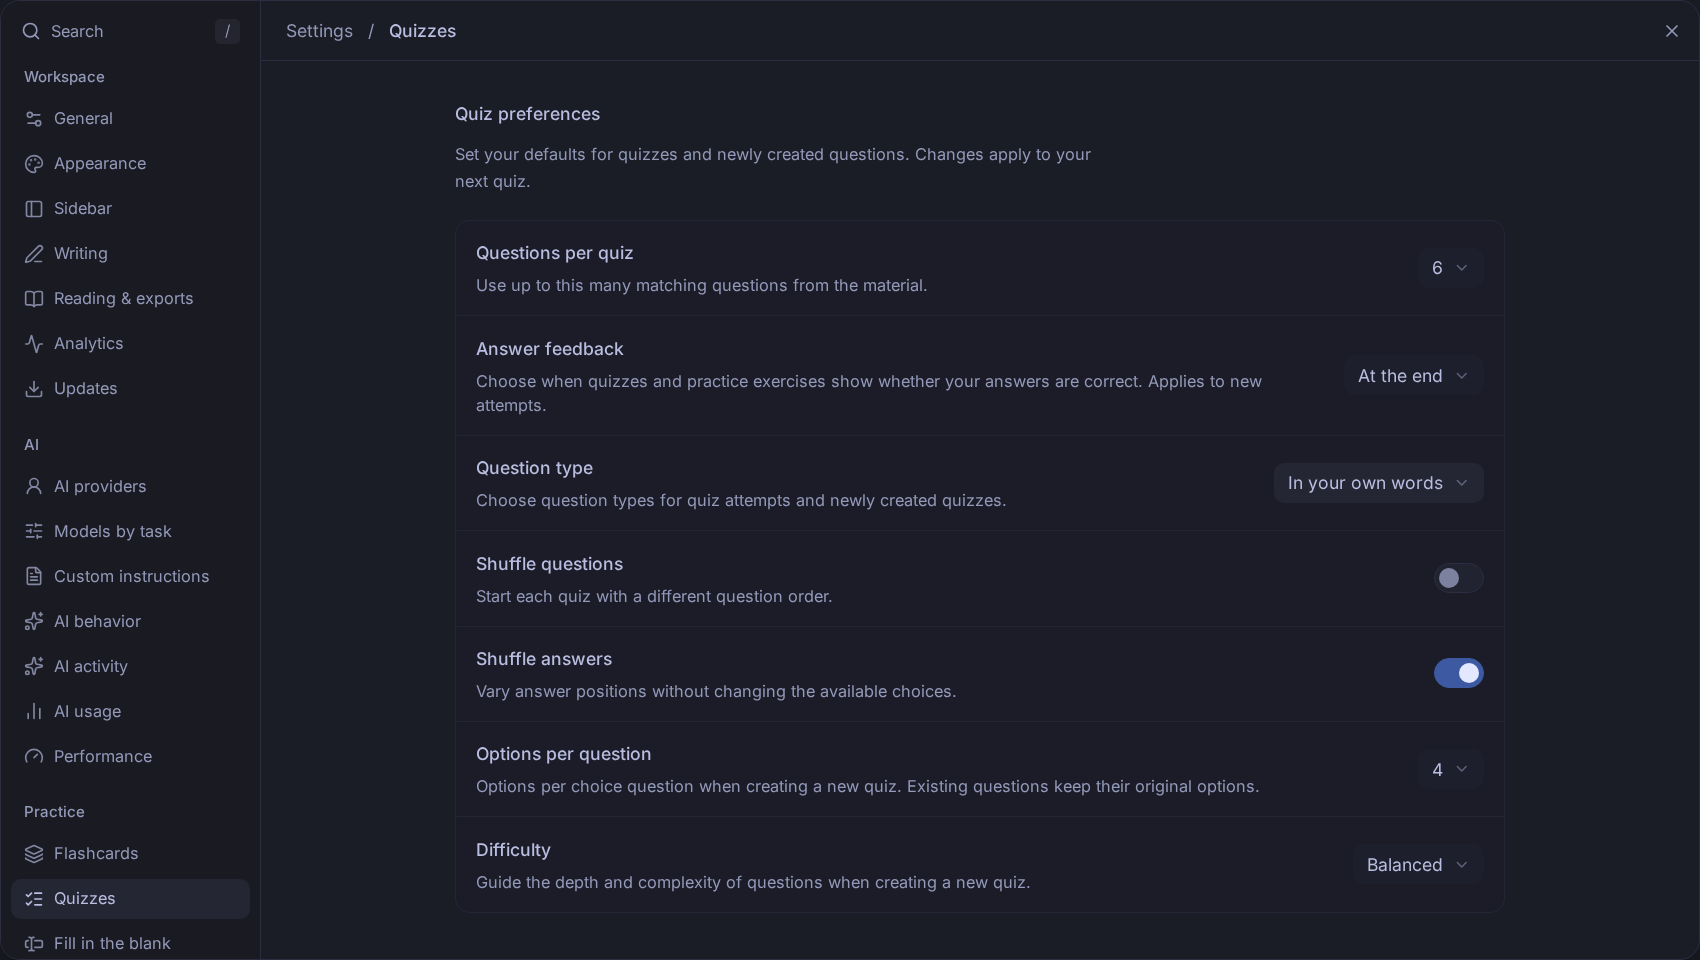 Search
/
Workspace
General
Appearance
Sidebar
Writing
Reading & exports
Analytics
Updates
AI
AI providers
Models by task
Custom instructions
AI behavior
AI activity
AI usage
Performance
Practice
Flashcards
Quizzes
Fill in the blank
Settings / Quizzes
Quiz preferences
Set your defaults for quizzes and newly created questions. Changes apply to your
next quiz.
Questions per quiz
Use up to this many matching questions from the material.
6
Answer feedback
Choose when quizzes and practice exercises show whether your answers are correct. Applies to new
attempts.
At the end
Question type
Choose question types for quiz attempts and newly created quizzes.
In your own words
Shuffle questions
Start each quiz with a different question order.
Shuffle answers
Vary answer positions without changing the available choices.
Options per question
Options per choice question when creating a new quiz. Existing questions keep their original options.
4
Difficulty
Guide the depth and complexity of questions when creating a new quiz.
Balanced